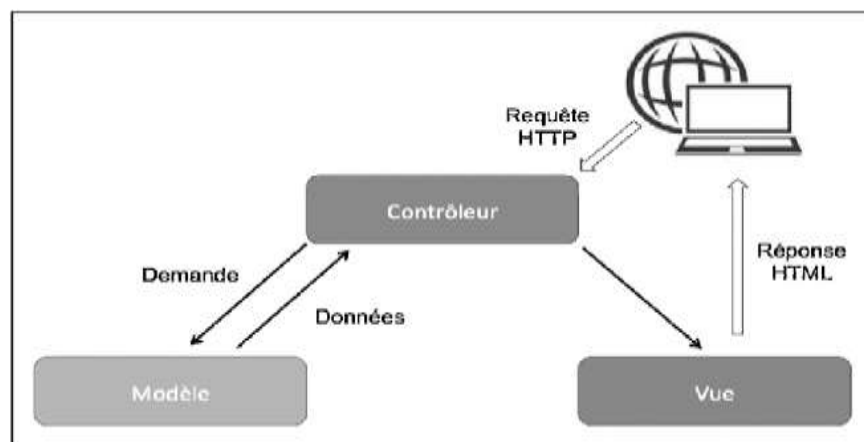 Requête
HTTP
Contrôleur
Réponse
HTML
Demande
Données
Modèle
Vue